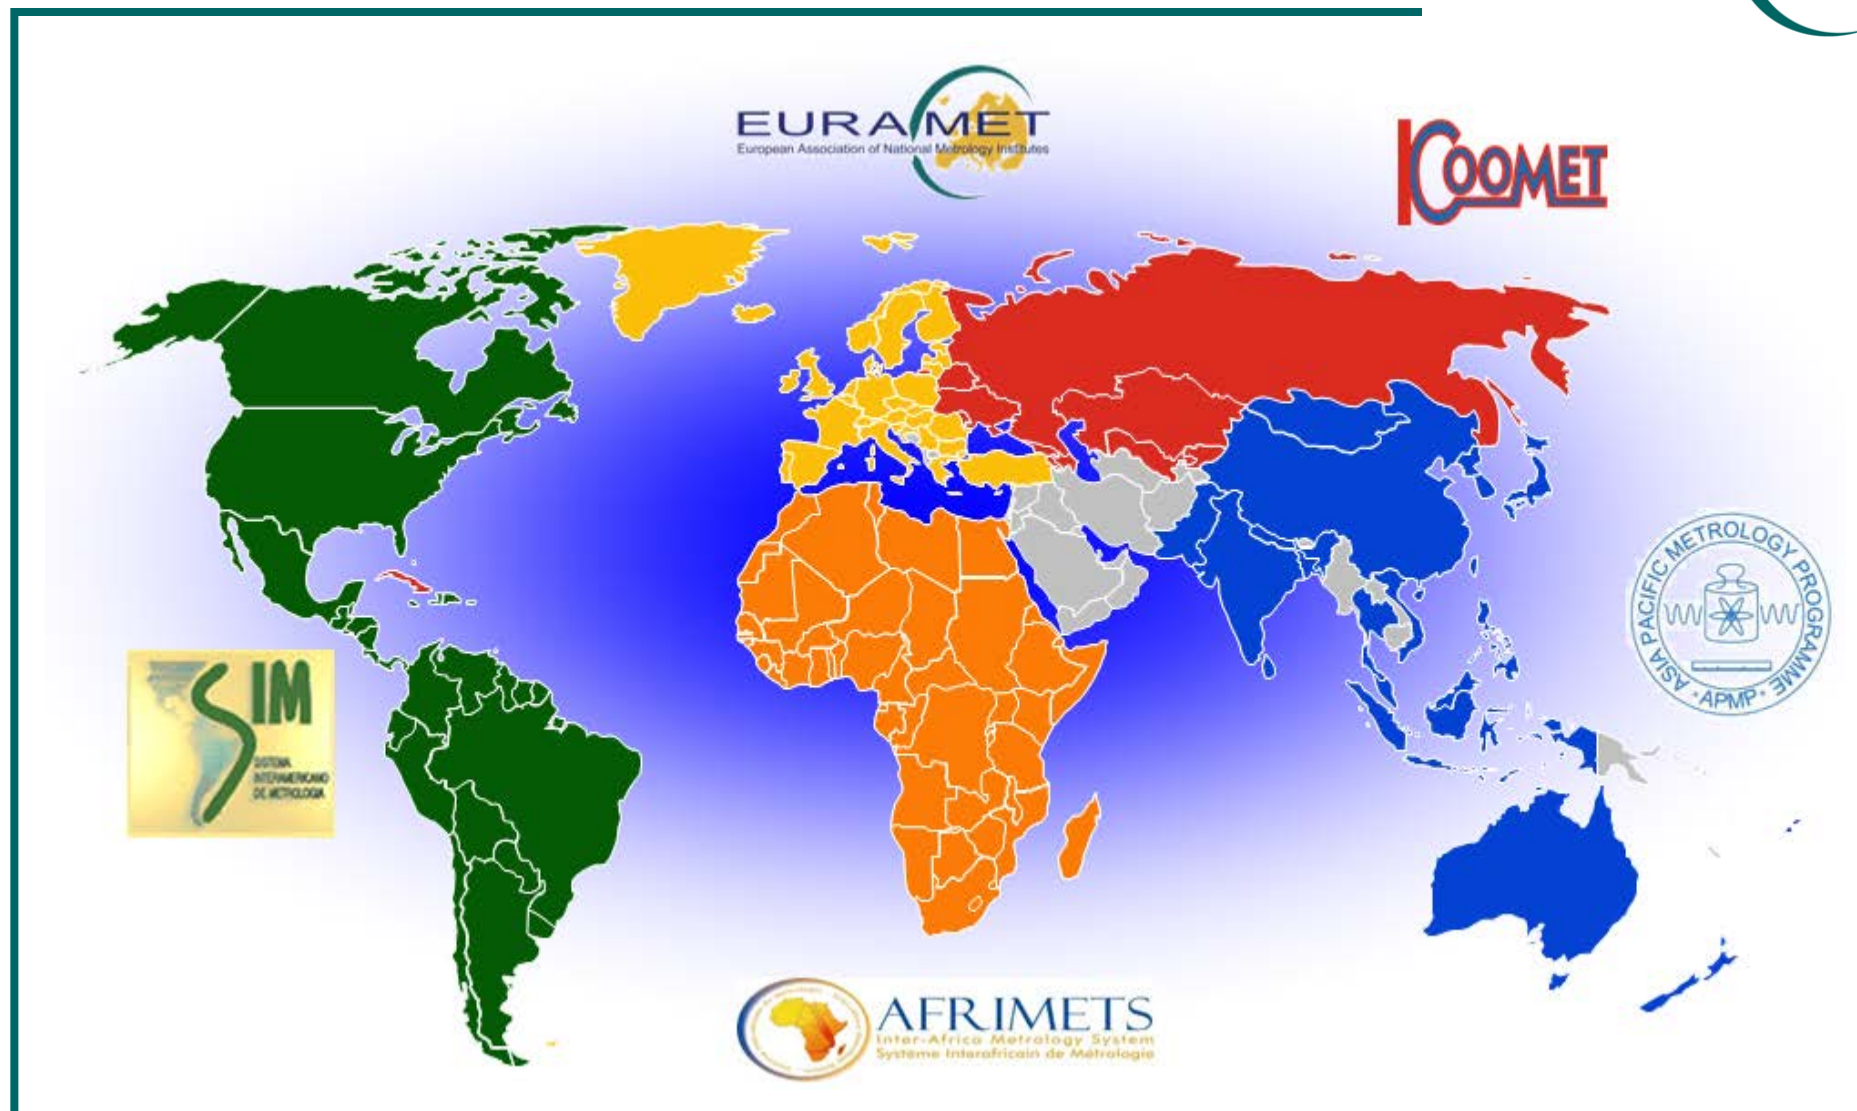 EURAMET
European Association of National Metrology Institutes
COOMET
SIM
SISTEMA
INTERAMERICANO
DE METROLOGIA
ASIA PACIFIC METROLOGY PROGRAMME
APMP
AFRIMETS
Inter-Africa Metrology System
Système Interafricain de Métrologie